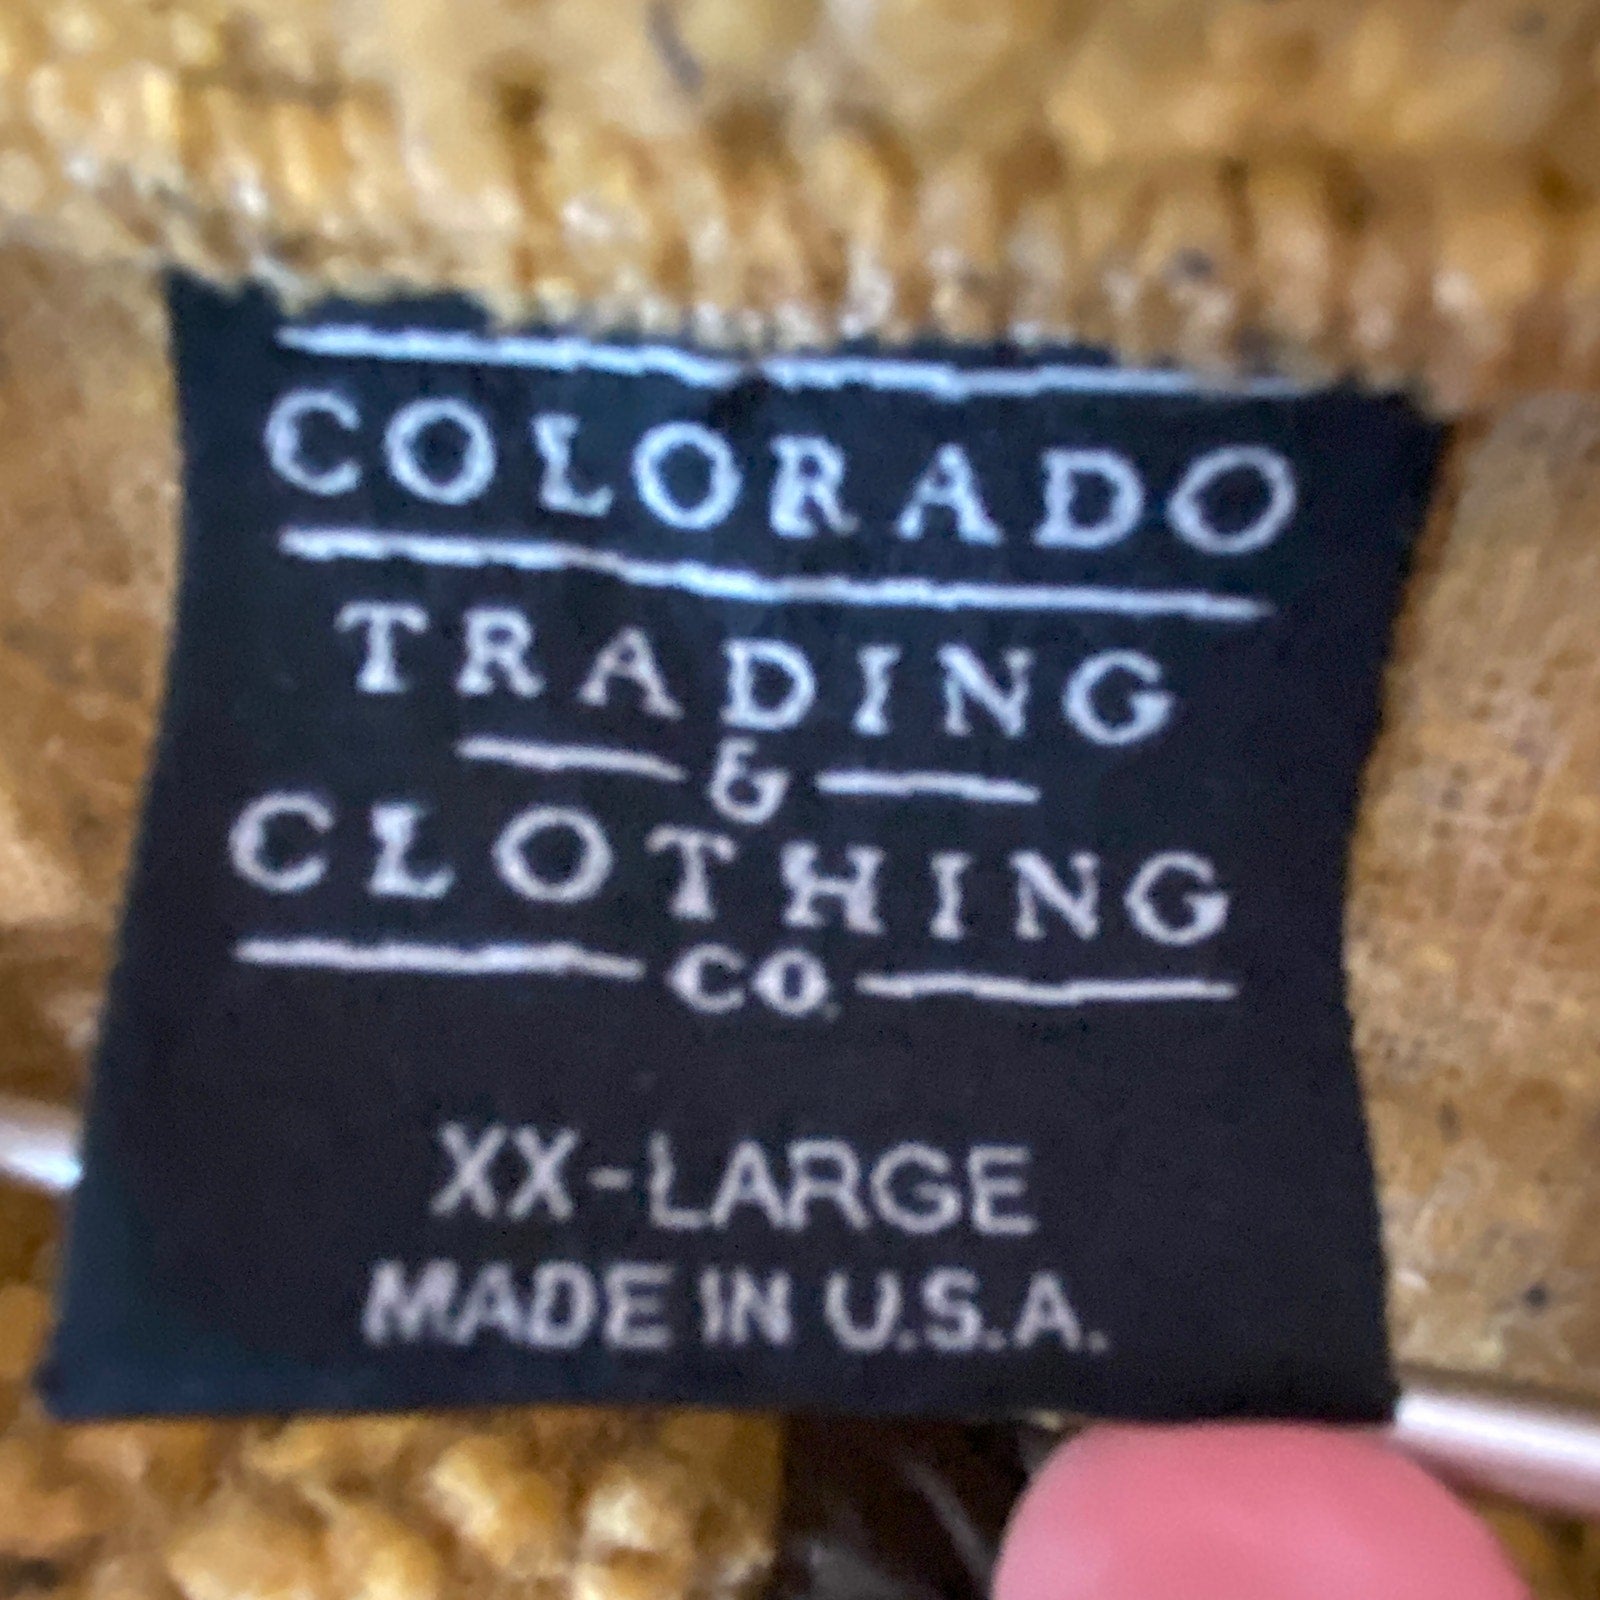 COLORADO
TRADING
&
CLOTHING
CO.
XX-LARGE
MADE IN U.S.A.